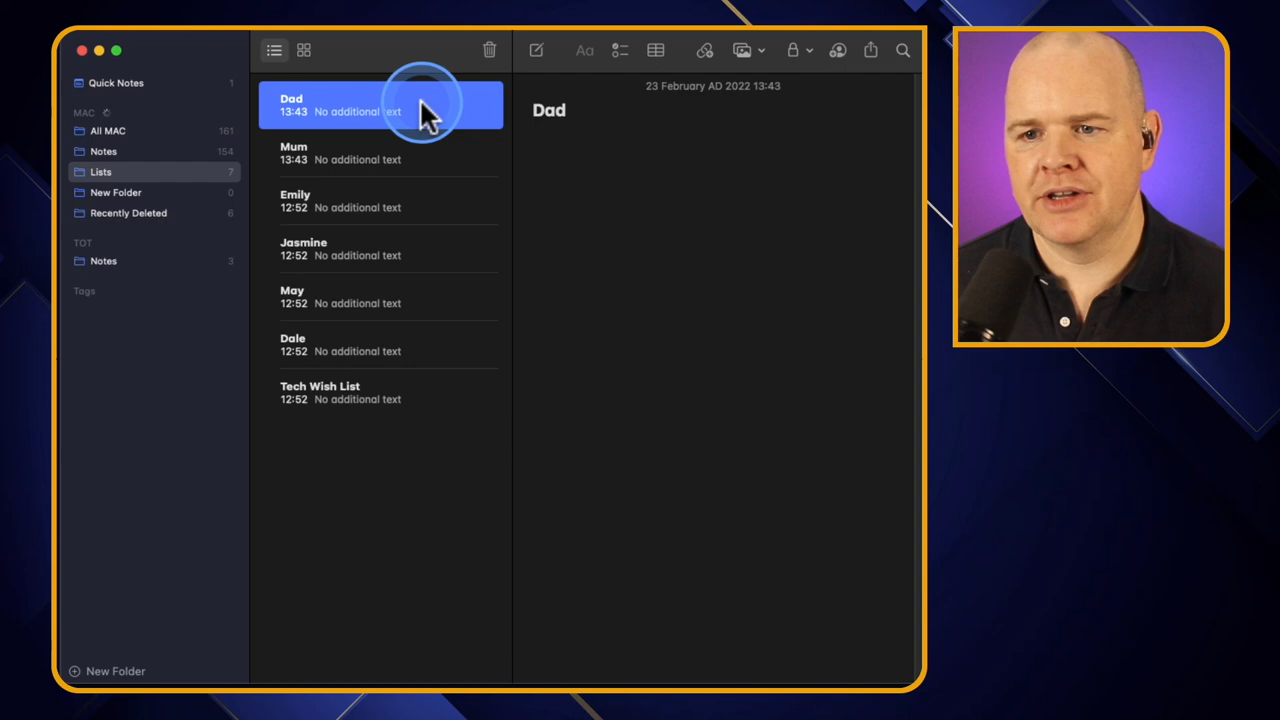 Quick Notes 1
MAC
All MAC 161
Notes 154
Lists 7
New Folder 0
Recently Deleted 6
TOT
Notes 3
Tags
New Folder
Dad
13:43 No additional text
Mum
13:43 No additional text
Emily
12:52 No additional text
Jasmine
12:52 No additional text
May
12:52 No additional text
Dale
12:52 No additional text
Tech Wish List
12:52 No additional text
Aa
23 February AD 2022 13:43
Dad